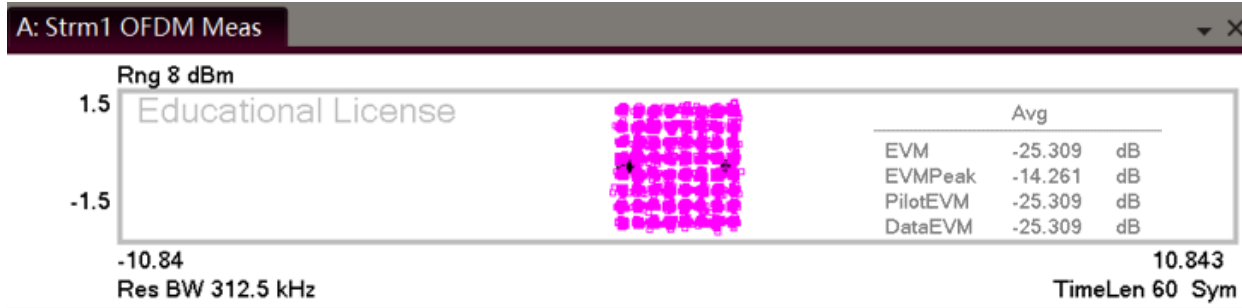 A: Strm1 OFDM Meas
Rng 8 dBm
1.5
Educational License
Avg
EVM -25.309 dB
EVMPeak -14.261 dB
-1.5
PilotEVM -25.309 dB
DataEVM -25.309 dB
-10.84 10.843
Res BW 312.5 kHz TimeLen 60 Sym